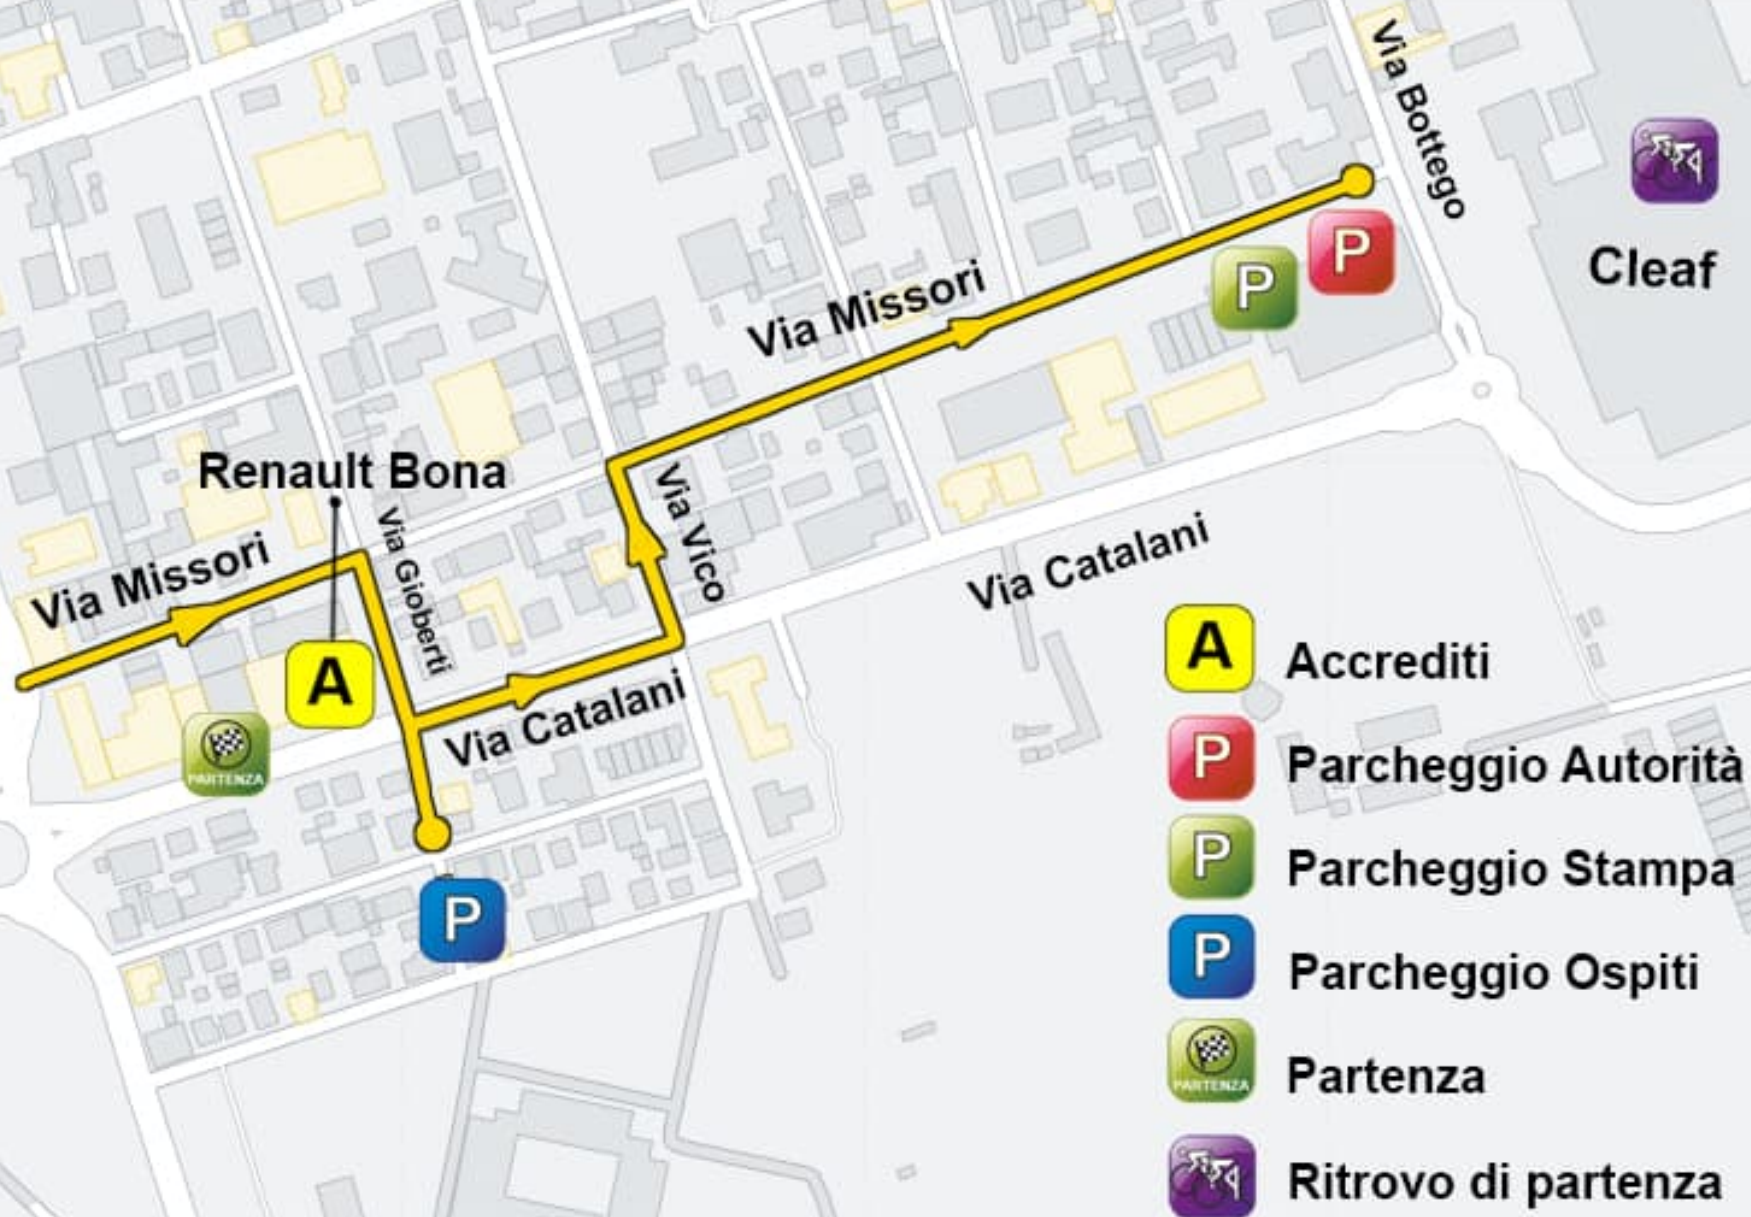 Via Bottego
Cleaf
Via Missori
P
P
Renault Bona
Via Vico
Via Gioberti
Via Missori
Via Catalani
A
Via Catalani
PARTENZA
P
A Accrediti
P Parcheggio Autorità
P Parcheggio Stampa
P Parcheggio Ospiti
PARTENZA Partenza
Ritrovo di partenza